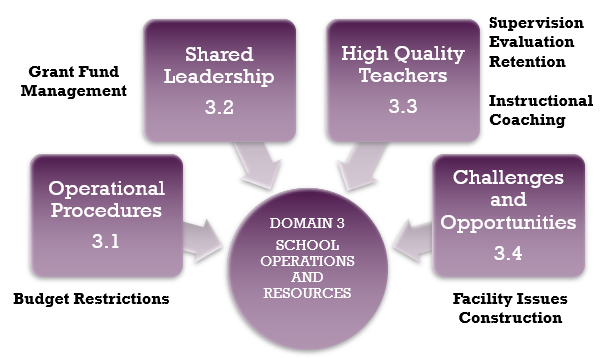 Grant Fund
Management
Shared
Leadership
3.2
High Quality
Teachers
3.3
Supervision
Evaluation
Retention
Instructional
Coaching
Operational
Procedures
3.1
Budget Restrictions
DOMAIN 3
SCHOOL
OPERATIONS
AND
RESOURCES
Challenges
and
Opportunities
3.4
Facility Issues
Construction